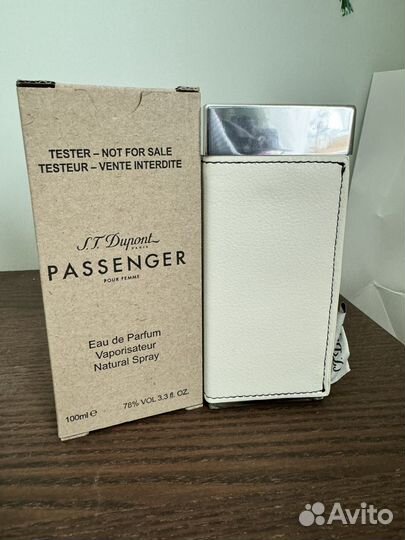 TESTER – NOT FOR SALE
TESTEUR – VENTE INTERDITE
S.T. Dupont
PARIS
PASSENGER
POUR FEMME
Eau de Parfum
Vaporisateur
Natural Spray
100ml ℮ 78% VOL 3.3 fl. OZ.
S.T. D
Avito